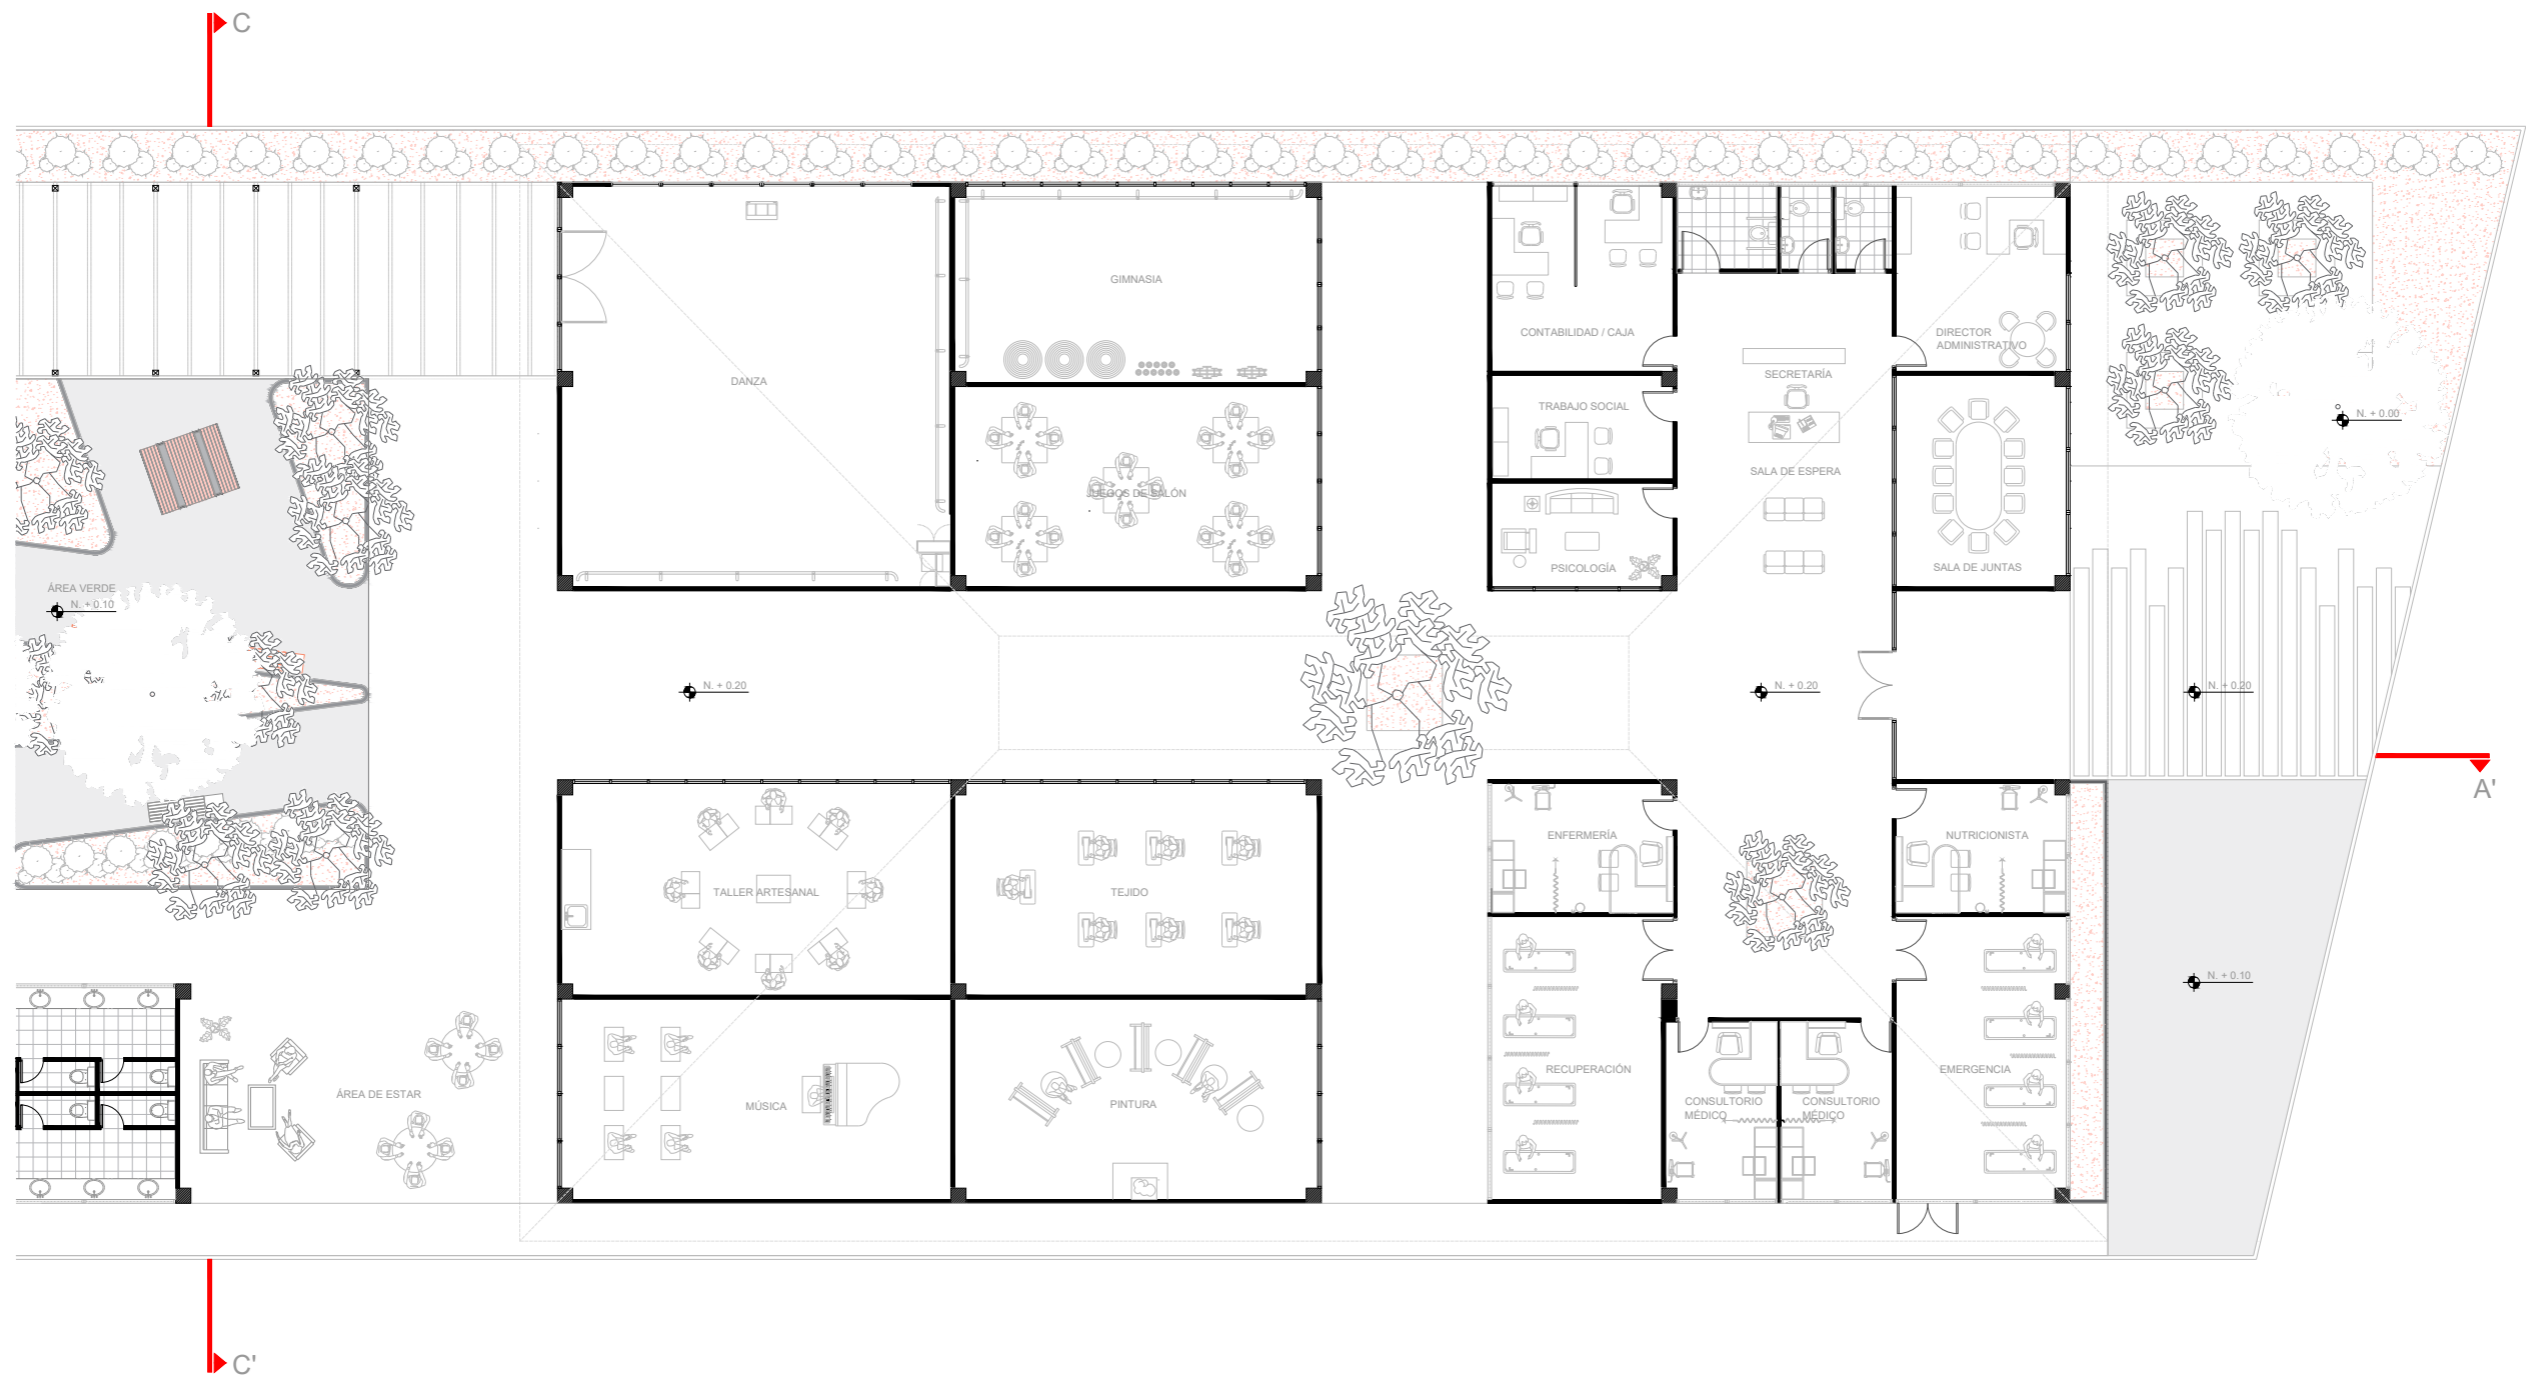 C
GIMNASIA
CONTABILIDAD / CAJA
DIRECTOR
ADMINISTRATIVO
DANZA
SECRETARÍA
TRABAJO SOCIAL
N. + 0.00
SALA DE ESPERA
JUEGOS DE SALÓN
PSICOLOGÍA
SALA DE JUNTAS
ÁREA VERDE
N. + 0.10
N. + 0.20
N. + 0.20
N. + 0.20
A'
ENFERMERÍA
NUTRICIONISTA
TALLER ARTESANAL
TEJIDO
N. + 0.10
RECUPERACIÓN
EMERGENCIA
ÁREA DE ESTAR
MÚSICA
PINTURA
CONSULTORIO
MÉDICO
CONSULTORIO
MÉDICO
C'